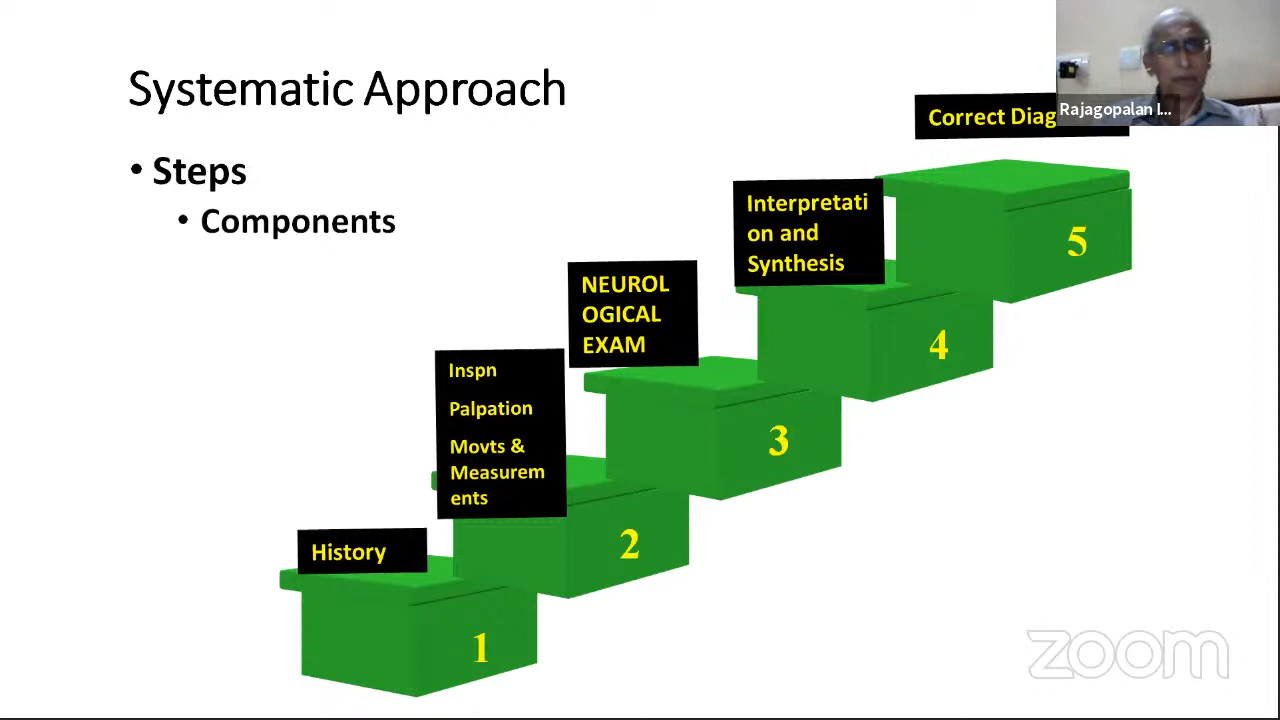 Systematic Approach
• Steps
• Components
Correct Diag
Rajagopalan I...
Interpretati
on and
Synthesis
5
NEUROL
OGICAL
EXAM
4
Inspn
Palpation
Movts &
Measurem
ents
3
History
2
1
zoom